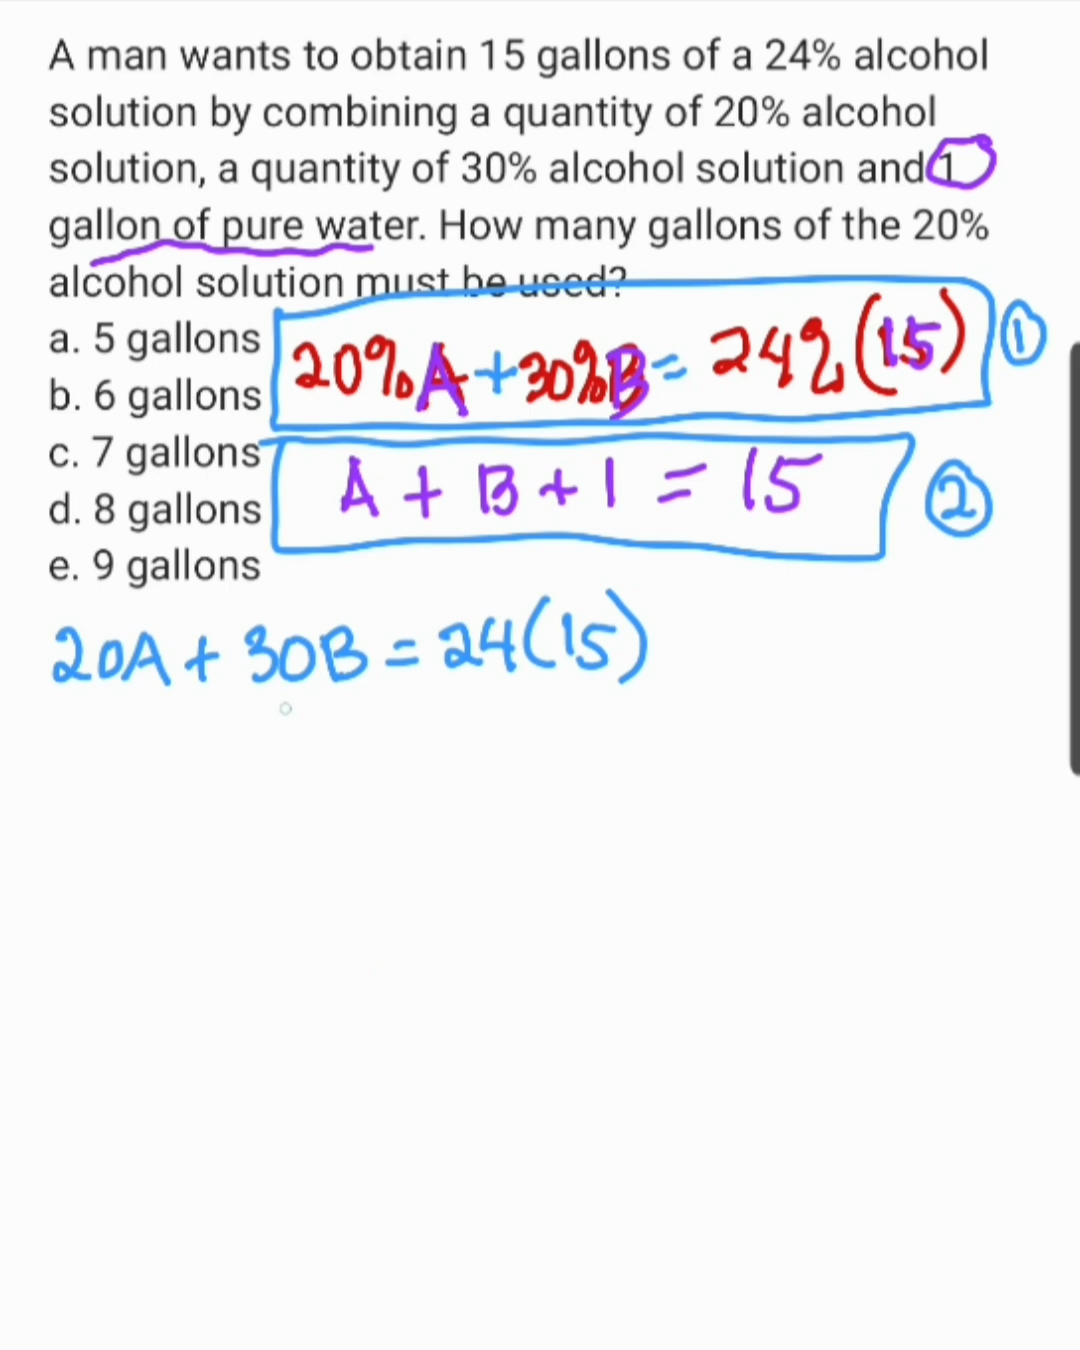 A man wants to obtain 15 gallons of a 24% alcohol
solution by combining a quantity of 20% alcohol
solution, a quantity of 30% alcohol solution and 1
gallon of pure water. How many gallons of the 20%
alcohol solution must be used?
a. 5 gallons
b. 6 gallons
c. 7 gallons
d. 8 gallons
e. 9 gallons
20%A+30%B = 24%(15) 1
A + B + 1 = 15 2
20A + 30B = 24(15)